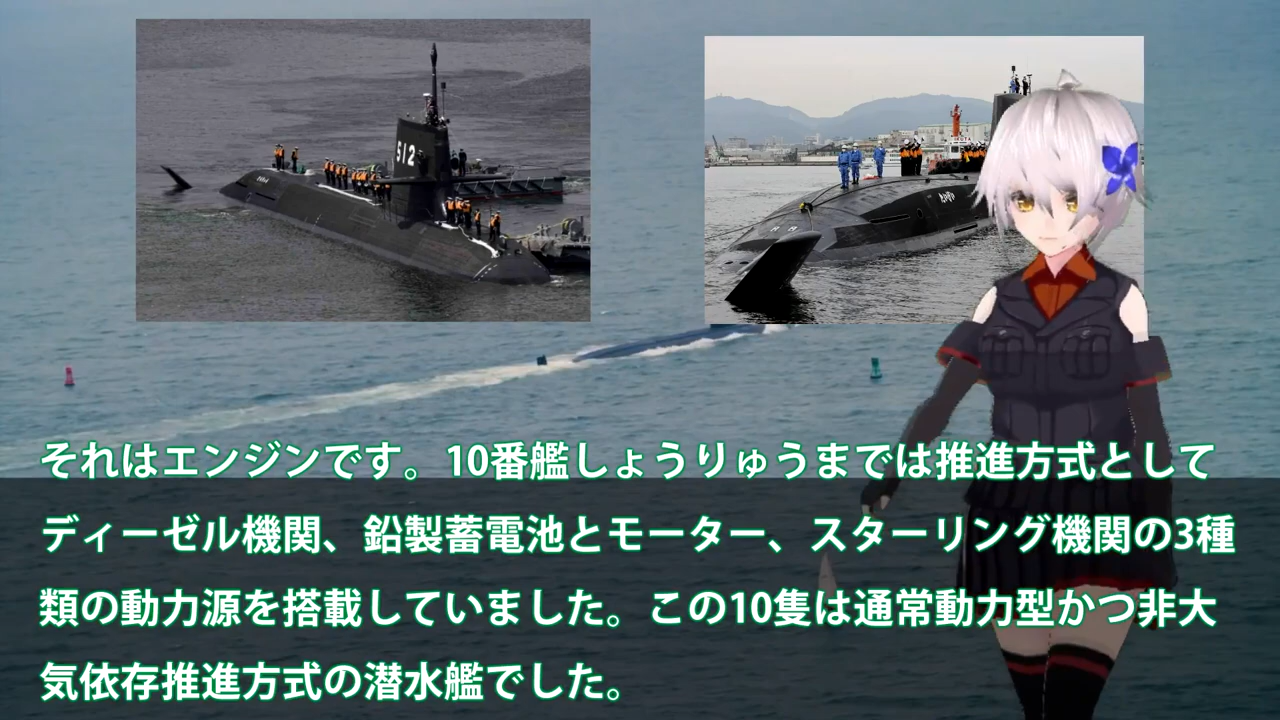 512
それはエンジンです。10番艦しょうりゅうまでは推進方式として
ディーゼル機関、鉛製蓄電池とモーター、スターリング機関の3種
類の動力源を搭載していました。この10隻は通常動力型かつ非大
気依存推進方式の潜水艦でした。